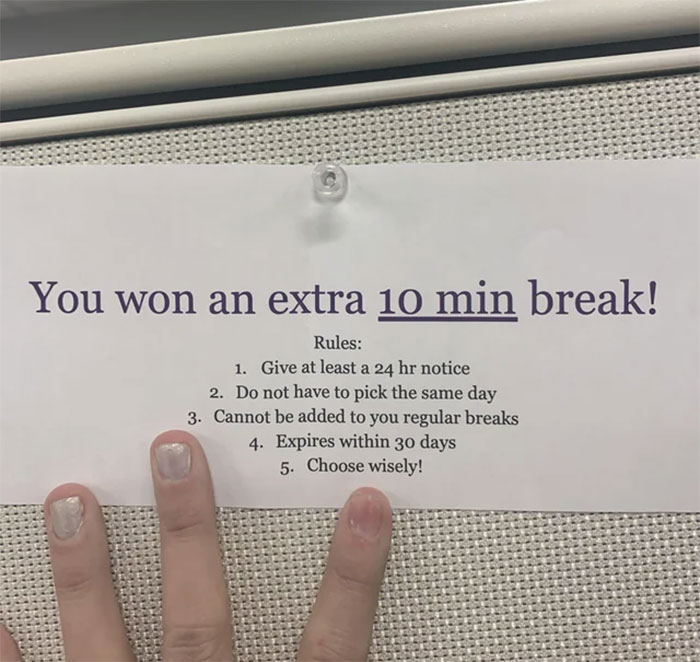 You won an extra 10 min break!
Rules:
1. Give at least a 24 hr notice
2. Do not have to pick the same day
3. Cannot be added to you regular breaks
4. Expires within 30 days
5. Choose wisely!